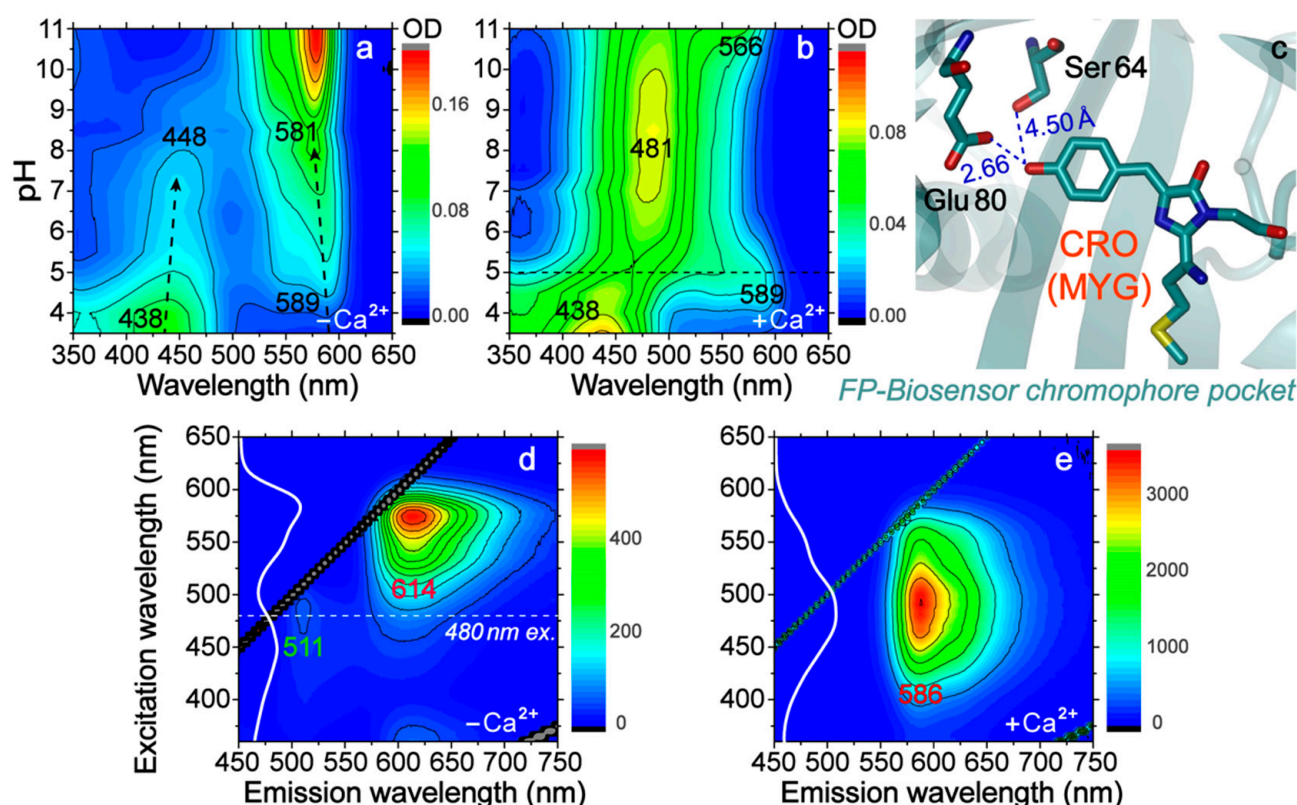 a
OD
11
10
9
8
7
6
5
4
pH
448
581
438
589
−Ca²⁺
0.16
0.08
0.00
350 400 450 500 550 600 650
Wavelength (nm)
b
OD
11
10
9
8
7
6
5
4
566
481
438
589
+Ca²⁺
0.08
0.04
0.00
350 400 450 500 550 600 650
Wavelength (nm)
c
Ser 64
4.50 Å
2.66
Glu 80
CRO
(MYG)
FP-Biosensor chromophore pocket
d
650
600
550
500
450
400
Excitation wavelength (nm)
614
480 nm ex.
511
−Ca²⁺
400
200
0
450 500 550 600 650 700 750
Emission wavelength (nm)
e
650
600
550
500
450
400
586
+Ca²⁺
3000
2000
1000
0
450 500 550 600 650 700 750
Emission wavelength (nm)